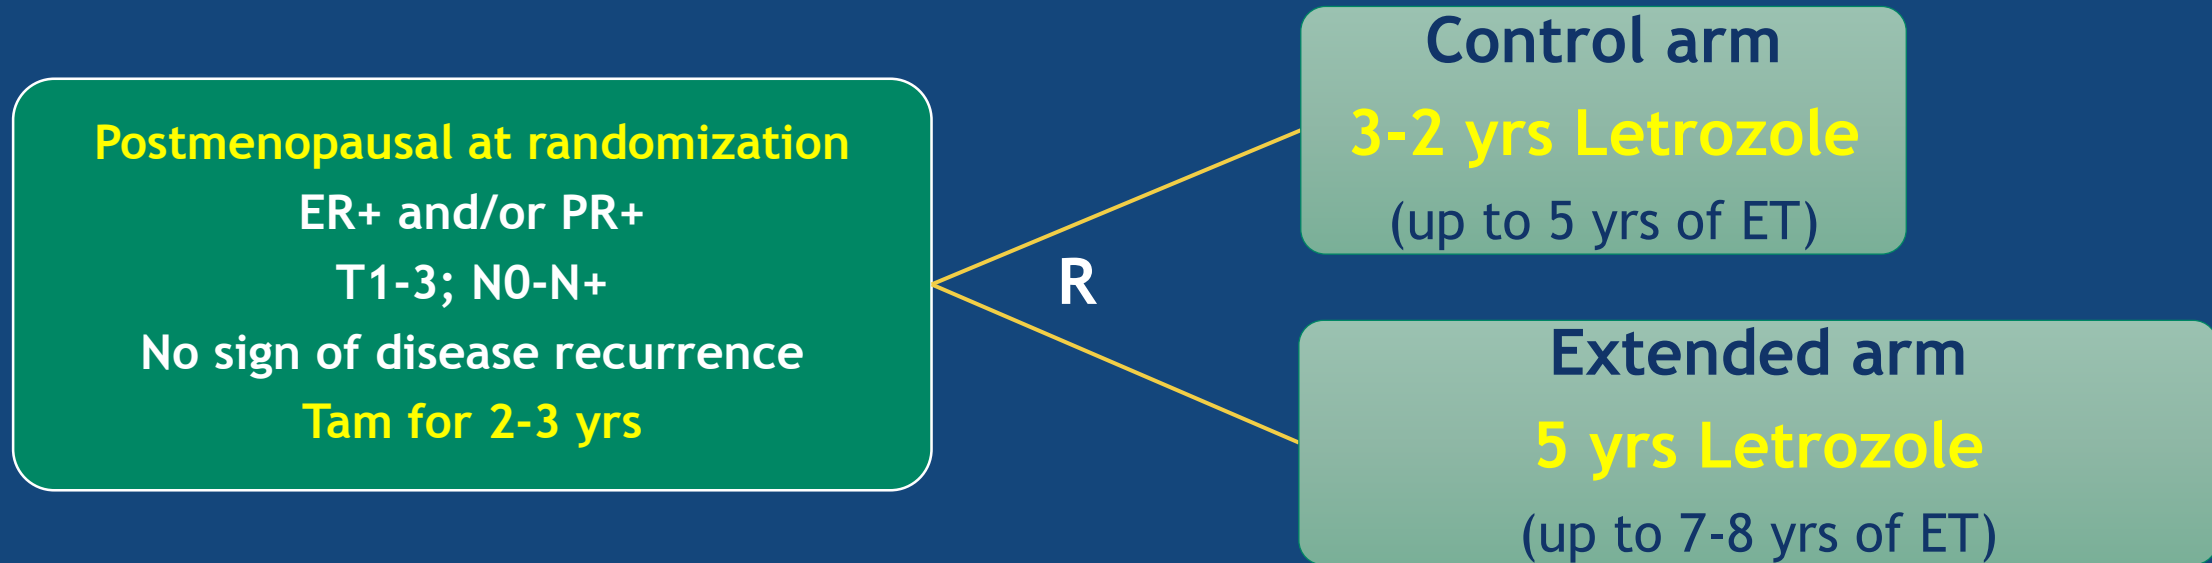 Postmenopausal at randomization
ER+ and/or PR+
T1-3; N0-N+
No sign of disease recurrence
Tam for 2-3 yrs
R
Control arm
3-2 yrs Letrozole
(up to 5 yrs of ET)
Extended arm
5 yrs Letrozole
(up to 7-8 yrs of ET)